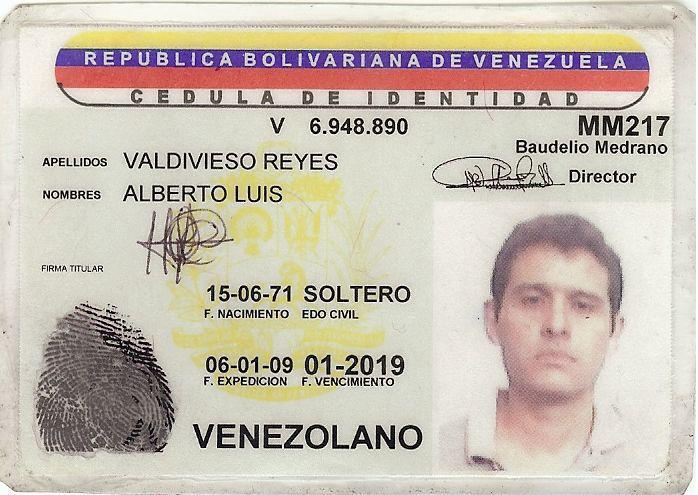 REPUBLICA BOLIVARIANA DE VENEZUELA
CEDULA DE IDENTIDAD
V 6.948.890
MM217
Baudelio Medrano
Director
APELLIDOS VALDIVIESO REYES
NOMBRES ALBERTO LUIS
FIRMA TITULAR
15-06-71 SOLTERO
F. NACIMIENTO EDO CIVIL
06-01-09 01-2019
F. EXPEDICION F. VENCIMIENTO
VENEZOLANO